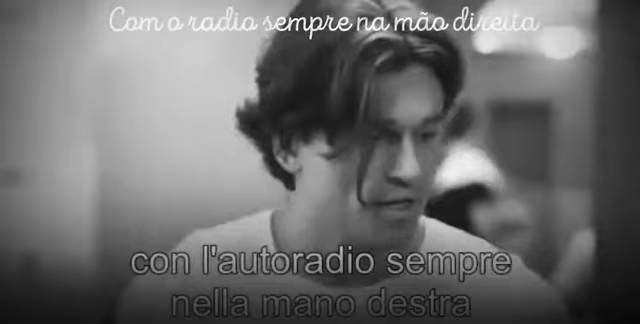 Com o radio sempre na mão direita
con l'autoradio sempre
nella mano destra